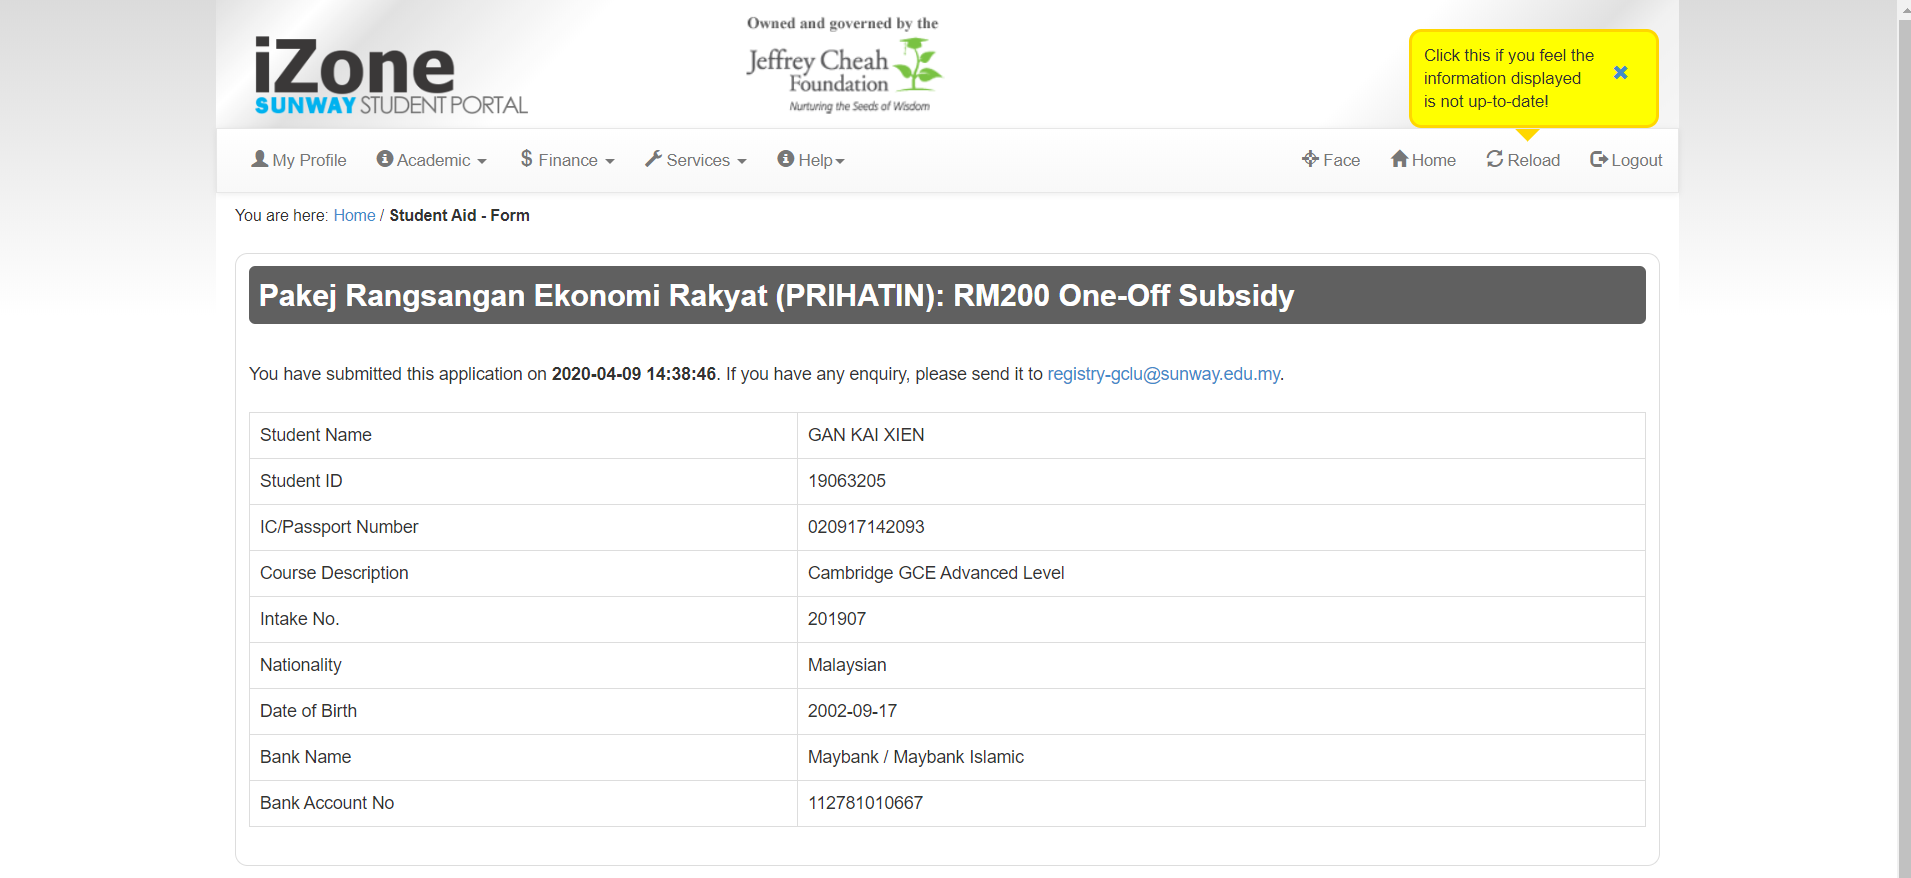 Owned and governed by the
iZone
SUNWAY STUDENT PORTAL
Jeffrey Cheah
Foundation
Nurturing the Seeds of Wisdom
Click this if you feel the
information displayed
is not up-to-date!
My Profile Academic $ Finance Services Help Face Home Reload Logout
You are here: Home / Student Aid - Form
Pakej Rangsangan Ekonomi Rakyat (PRIHATIN): RM200 One-Off Subsidy
You have submitted this application on 2020-04-09 14:38:46. If you have any enquiry, please send it to registry-gclu@sunway.edu.my.
Student Name GAN KAI XIEN
Student ID 19063205
IC/Passport Number 020917142093
Course Description Cambridge GCE Advanced Level
Intake No. 201907
Nationality Malaysian
Date of Birth 2002-09-17
Bank Name Maybank / Maybank Islamic
Bank Account No 112781010667